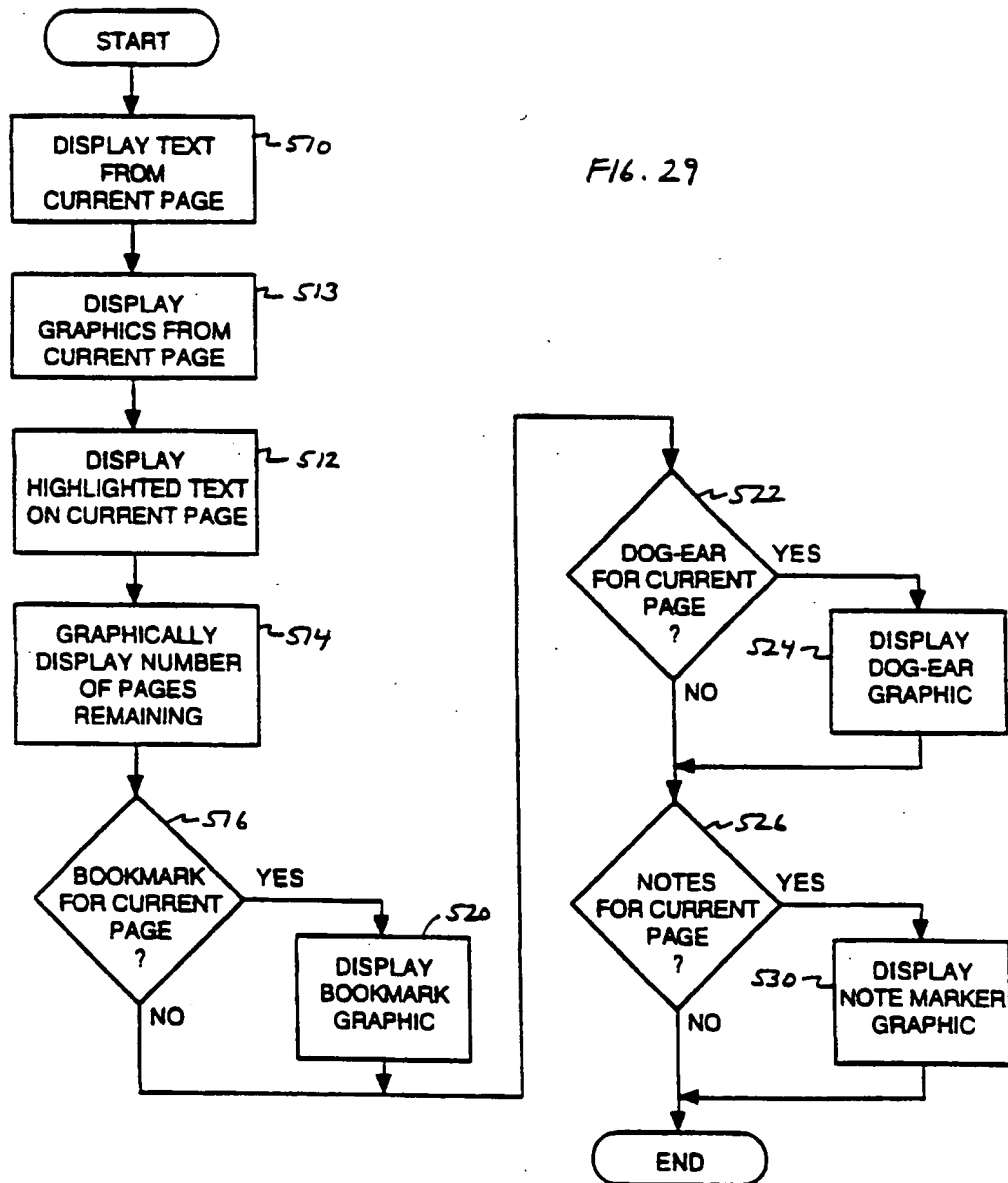 START
DISPLAY TEXT
FROM
CURRENT PAGE
510
FIG. 29
DISPLAY
GRAPHICS FROM
CURRENT PAGE
513
DISPLAY
HIGHLIGHTED TEXT
ON CURRENT PAGE
512
GRAPHICALLY
DISPLAY NUMBER
OF PAGES
REMAINING
514
BOOKMARK
FOR CURRENT
PAGE
?
516
YES
NO
520
DISPLAY
BOOKMARK
GRAPHIC
DOG-EAR
FOR CURRENT
PAGE
?
522
YES
NO
524
DISPLAY
DOG-EAR
GRAPHIC
NOTES
FOR CURRENT
PAGE
?
526
YES
NO
530
DISPLAY
NOTE MARKER
GRAPHIC
END